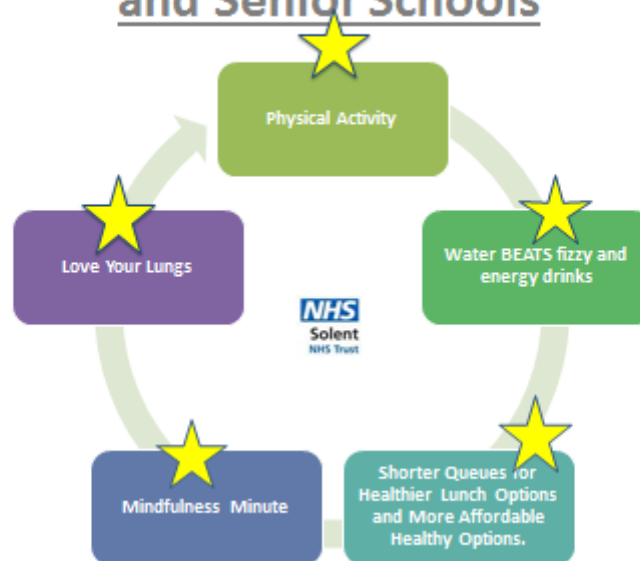 and Senior Schools
Physical Activity
Water BEATS fizzy and
energy drinks
Shorter Queues for
Healthier Lunch Options
and More Affordable
Healthy Options.
Mindfulness Minute
Love Your Lungs
NHS
Solent
NHS Trust